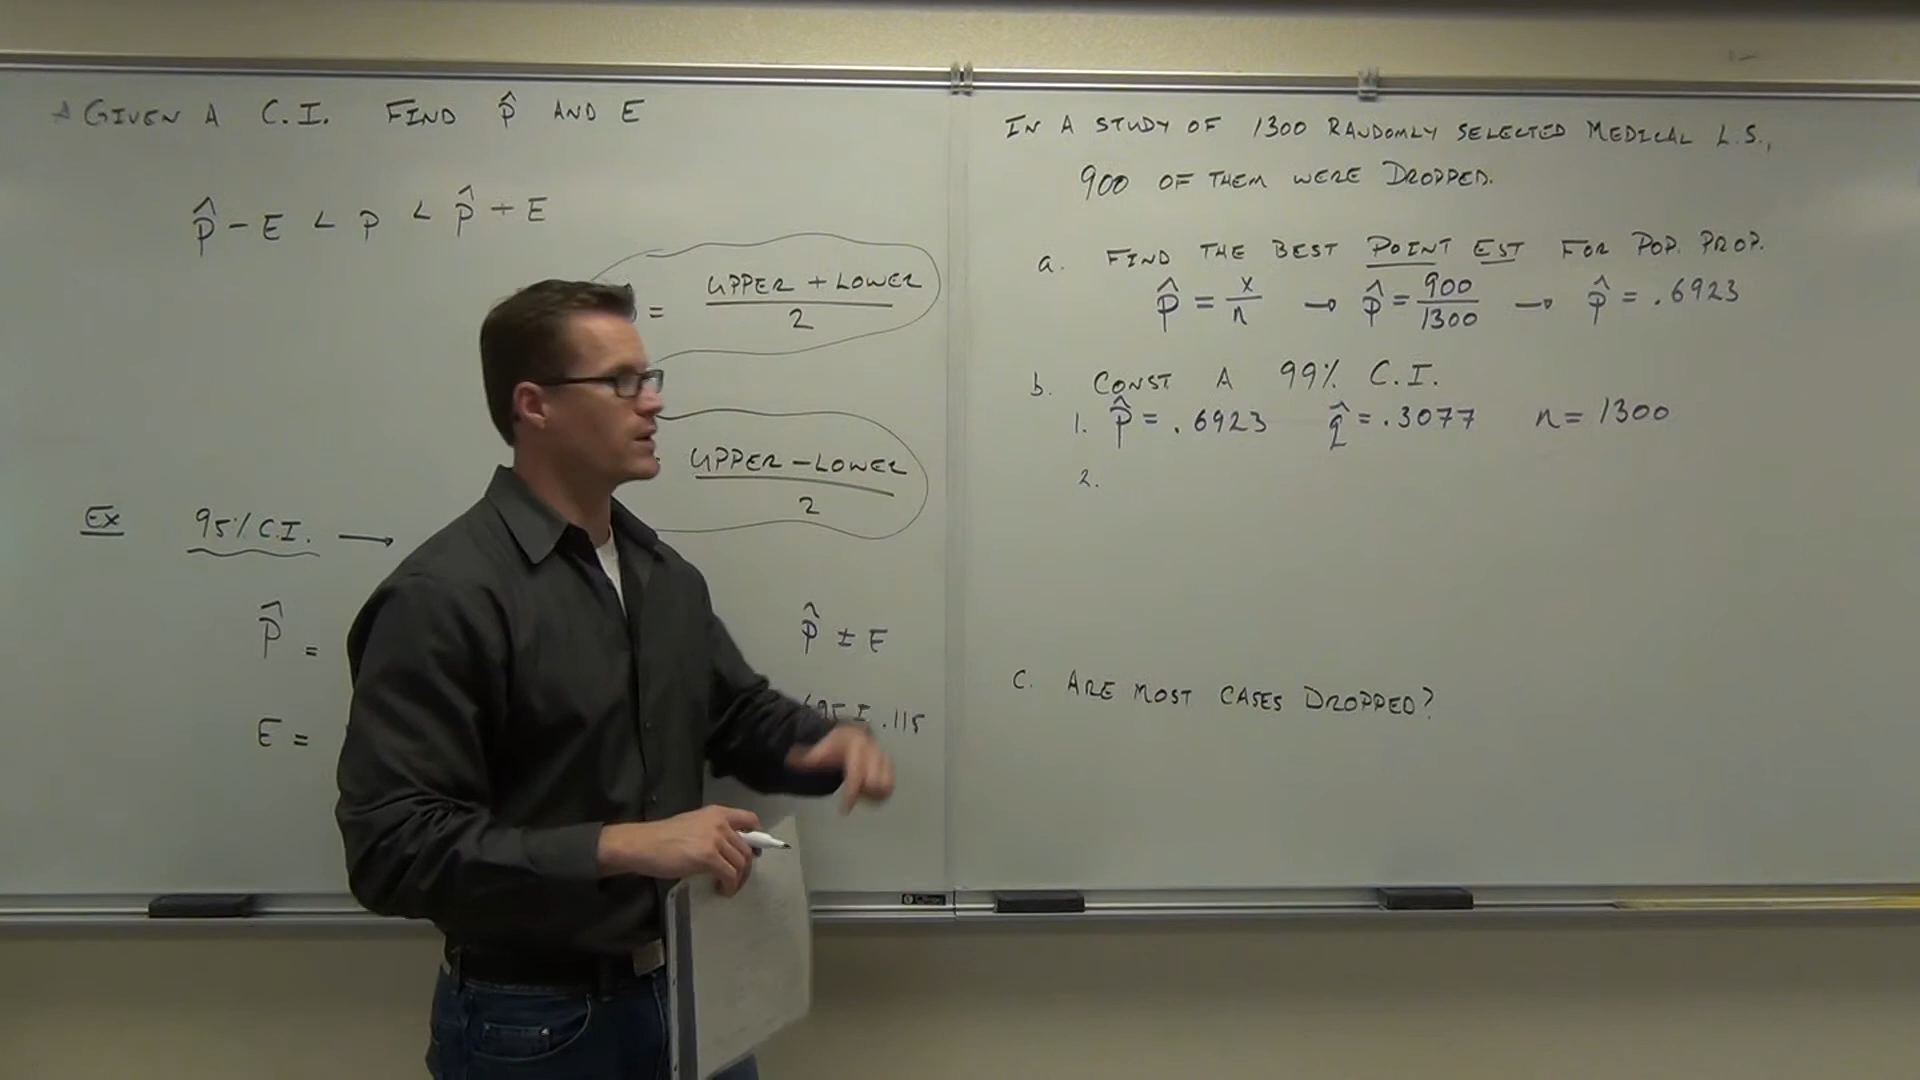 GIVEN A C.I. FIND p̂ AND E
p̂ - E < p < p̂ + E
= UPPER + LOWER / 2
UPPER - LOWER / 2
EX 95% C.I. →
p̂ =
E =
p̂ ± E
.115
IN A STUDY OF 1300 RANDOMLY SELECTED MEDICAL L.S.,
900 OF THEM WERE DROPPED.
a. FIND THE BEST POINT EST FOR POP. PROP.
p̂ = x/n → p̂ = 900/1300 → p̂ = .6923
b. CONST A 99% C.I.
1. p̂ = .6923 q̂ = .3077 n = 1300
2.
C. ARE MOST CASES DROPPED?